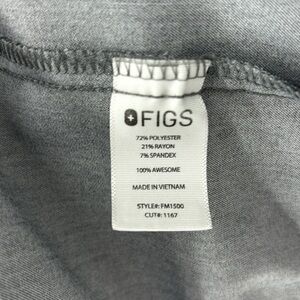 FIGS
72% POLYESTER
21% RAYON
7% SPANDEX
100% AWESOME
MADE IN VIETNAM
STYLE#: FM1500
CUT#: 1167